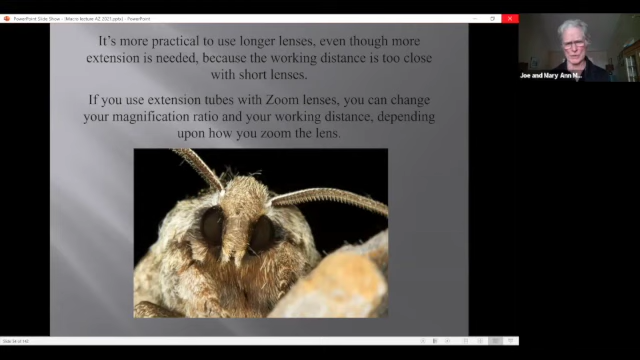 PowerPoint Slide Show - [Macro lecture AZ 2021.pptx] - PowerPoint
It's more practical to use longer lenses, even though more
extension is needed, because the working distance is too close
with short lenses.
If you use extension tubes with Zoom lenses, you can change
your magnification ratio and your working distance, depending
upon how you zoom the lens.
Joe and Mary Ann M...